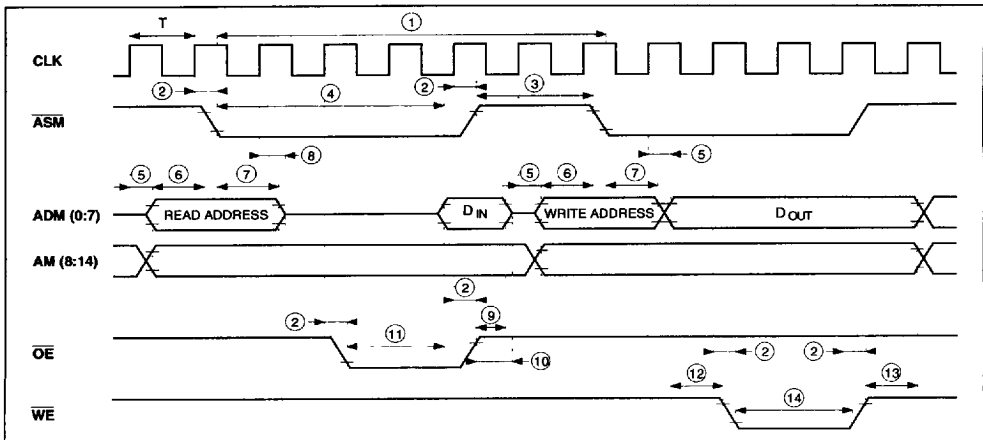 T ①
CLK
② ④ ② ③
ASM
⑧ ⑤
⑤ ⑥ ⑦ ⑤ ⑥ ⑦
ADM (0:7) READ ADDRESS D IN WRITE ADDRESS D OUT
AM (8:14)
②
② ⑪ ⑨
OE ⑩ ② ②
⑫ ⑬
WE ⑭